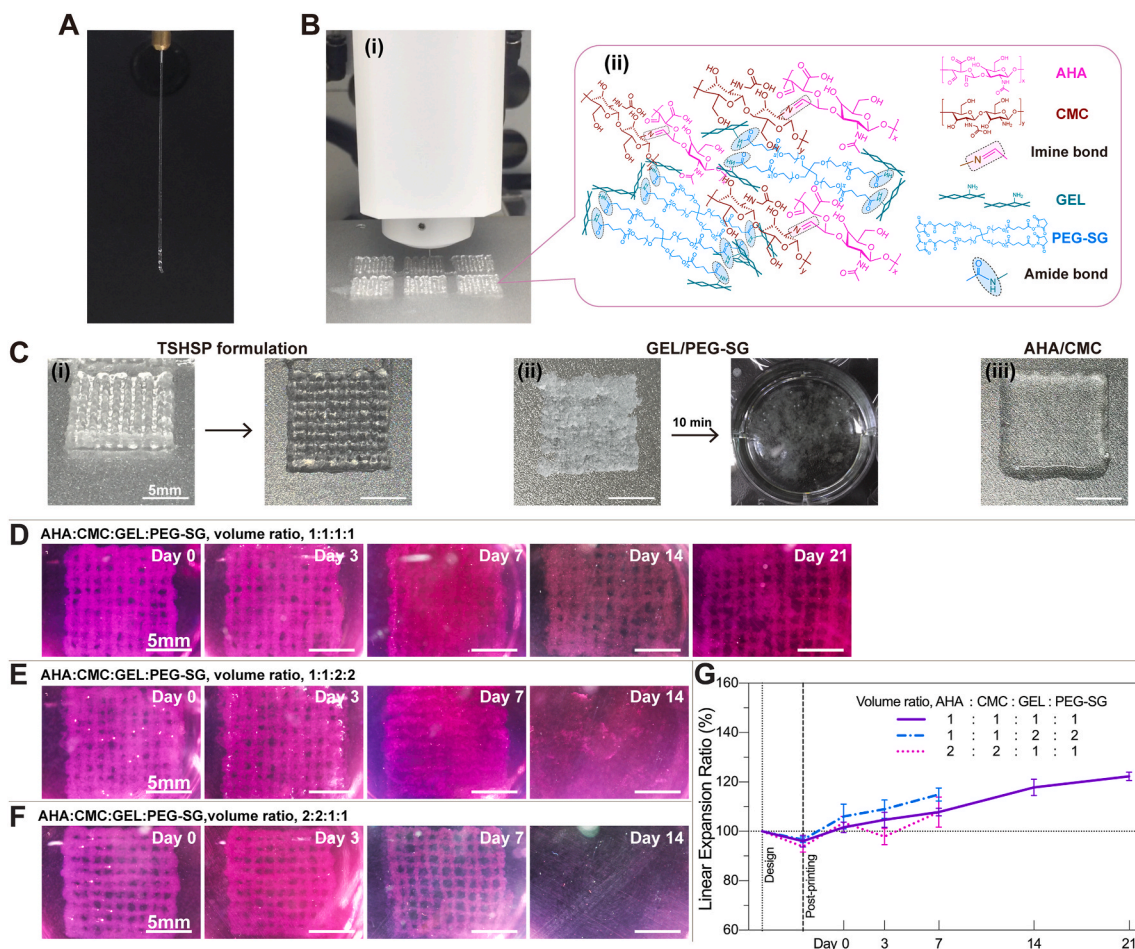 A
B
(i)
(ii)
AHA
CMC
Imine bond
GEL
PEG-SG
Amide bond
C
TSHSP formulation
GEL/PEG-SG
AHA/CMC
(i)
(ii)
(iii)
10 min
5mm
D
AHA:CMC:GEL:PEG-SG, volume ratio, 1:1:1:1
Day 0
Day 3
Day 7
Day 14
Day 21
5mm
E
AHA:CMC:GEL:PEG-SG, volume ratio, 1:1:2:2
Day 0
Day 3
Day 7
Day 14
5mm
F
AHA:CMC:GEL:PEG-SG,volume ratio, 2:2:1:1
Day 0
Day 3
Day 7
Day 14
5mm
G
Linear Expansion Ratio (%)
160
140
120
100
80
60
Volume ratio, AHA : CMC : GEL : PEG-SG
1 : 1 : 1 : 1
1 : 1 : 2 : 2
2 : 2 : 1 : 1
Design
Post-printing
Day 0
3
7
14
21